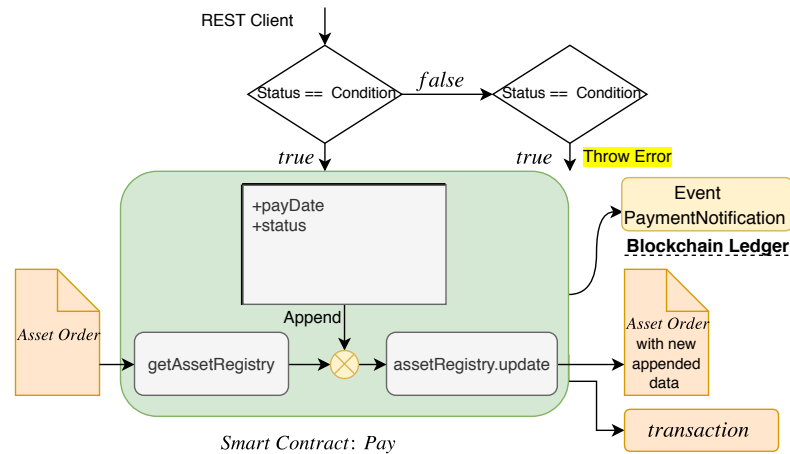 REST Client
Status == Condition
false
Status == Condition
true
true
Throw Error
+payDate
+status
Event
PaymentNotification
Blockchain Ledger
Asset Order
Append
getAssetRegistry
assetRegistry.update
Asset Order
with new
appended
data
transaction
Smart Contract: Pay